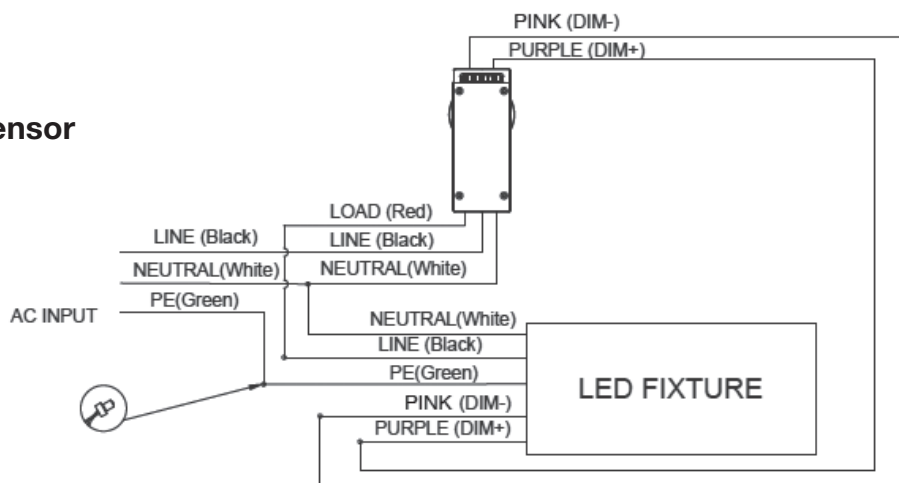 PINK (DIM-)
PURPLE (DIM+)
ensor
LOAD (Red)
LINE (Black)
LINE (Black)
NEUTRAL(White)
NEUTRAL(White)
AC INPUT
PE(Green)
NEUTRAL(White)
LINE (Black)
PE(Green)
PINK (DIM-)
PURPLE (DIM+)
LED FIXTURE